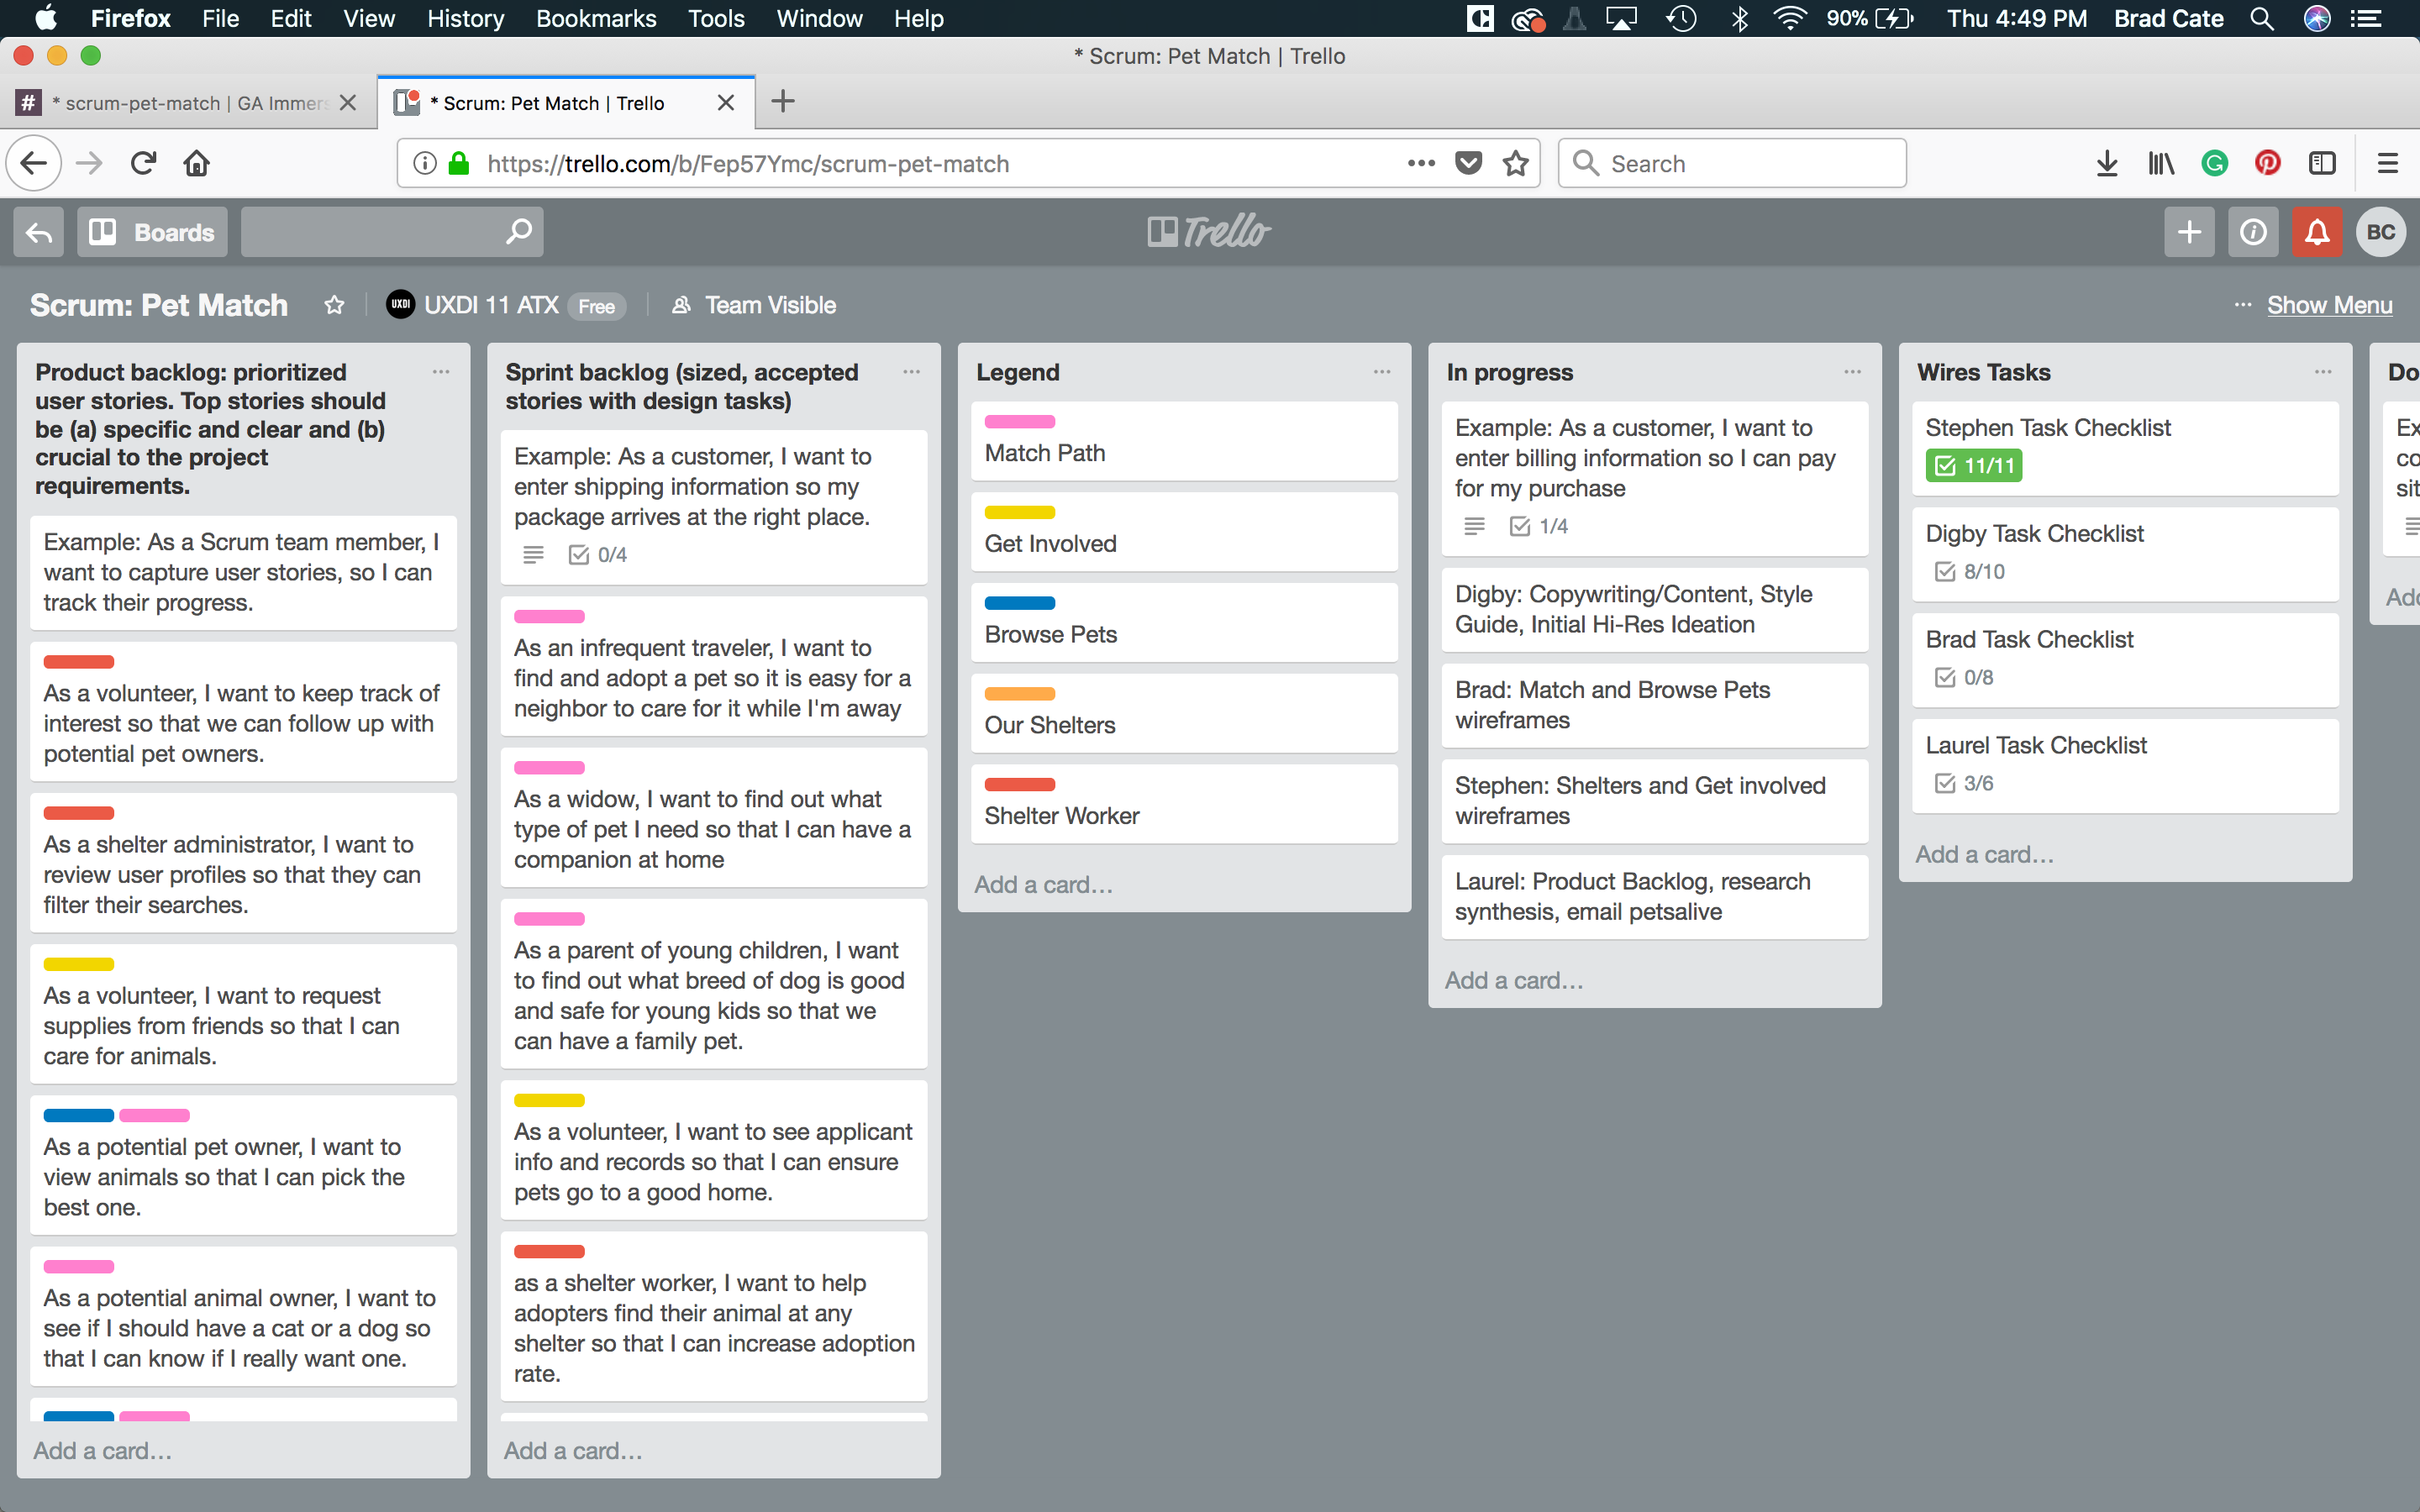 Firefox File Edit View History Bookmarks Tools Window Help 90% Thu 4:49 PM Brad Cate
* Scrum: Pet Match | Trello
# * scrum-pet-match | GA Immers
* Scrum: Pet Match | Trello
https://trello.com/b/Fep57Ymc/scrum-pet-match
Search
Boards
Trello
BC
Scrum: Pet Match
UXDI
UXDI 11 ATX Free
Team Visible
Show Menu
Product backlog: prioritized
user stories. Top stories should
be (a) specific and clear and (b)
crucial to the project
requirements.
Example: As a Scrum team member, I
want to capture user stories, so I can
track their progress.
As a volunteer, I want to keep track of
interest so that we can follow up with
potential pet owners.
As a shelter administrator, I want to
review user profiles so that they can
filter their searches.
As a volunteer, I want to request
supplies from friends so that I can
care for animals.
As a potential pet owner, I want to
view animals so that I can pick the
best one.
As a potential animal owner, I want to
see if I should have a cat or a dog so
that I can know if I really want one.
Add a card...
Sprint backlog (sized, accepted
stories with design tasks)
Example: As a customer, I want to
enter shipping information so my
package arrives at the right place.
0/4
As an infrequent traveler, I want to
find and adopt a pet so it is easy for a
neighbor to care for it while I'm away
As a widow, I want to find out what
type of pet I need so that I can have a
companion at home
As a parent of young children, I want
to find out what breed of dog is good
and safe for young kids so that we
can have a family pet.
As a volunteer, I want to see applicant
info and records so that I can ensure
pets go to a good home.
as a shelter worker, I want to help
adopters find their animal at any
shelter so that I can increase adoption
rate.
Add a card...
Legend
Match Path
Get Involved
Browse Pets
Our Shelters
Shelter Worker
Add a card...
In progress
Example: As a customer, I want to
enter billing information so I can pay
for my purchase
1/4
Digby: Copywriting/Content, Style
Guide, Initial Hi-Res Ideation
Brad: Match and Browse Pets
wireframes
Stephen: Shelters and Get involved
wireframes
Laurel: Product Backlog, research
synthesis, email petsalive
Add a card...
Wires Tasks
Stephen Task Checklist
11/11
Digby Task Checklist
8/10
Brad Task Checklist
0/8
Laurel Task Checklist
3/6
Add a card...
Do
Ex
co
sit
Add